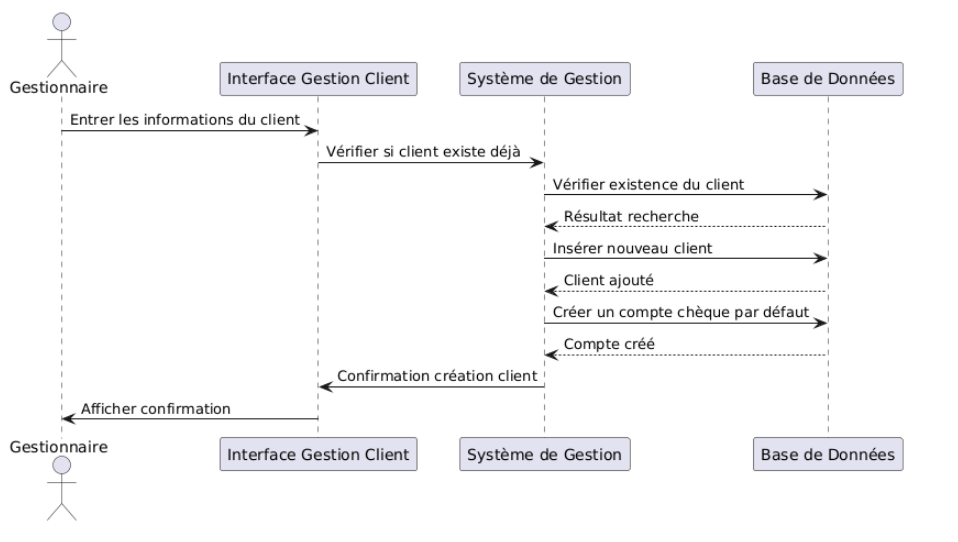 Gestionnaire
Interface Gestion Client
Système de Gestion
Base de Données
Entrer les informations du client
Vérifier si client existe déjà
Vérifier existence du client
Résultat recherche
Insérer nouveau client
Client ajouté
Créer un compte chèque par défaut
Compte créé
Confirmation création client
Afficher confirmation
Gestionnaire
Interface Gestion Client
Système de Gestion
Base de Données